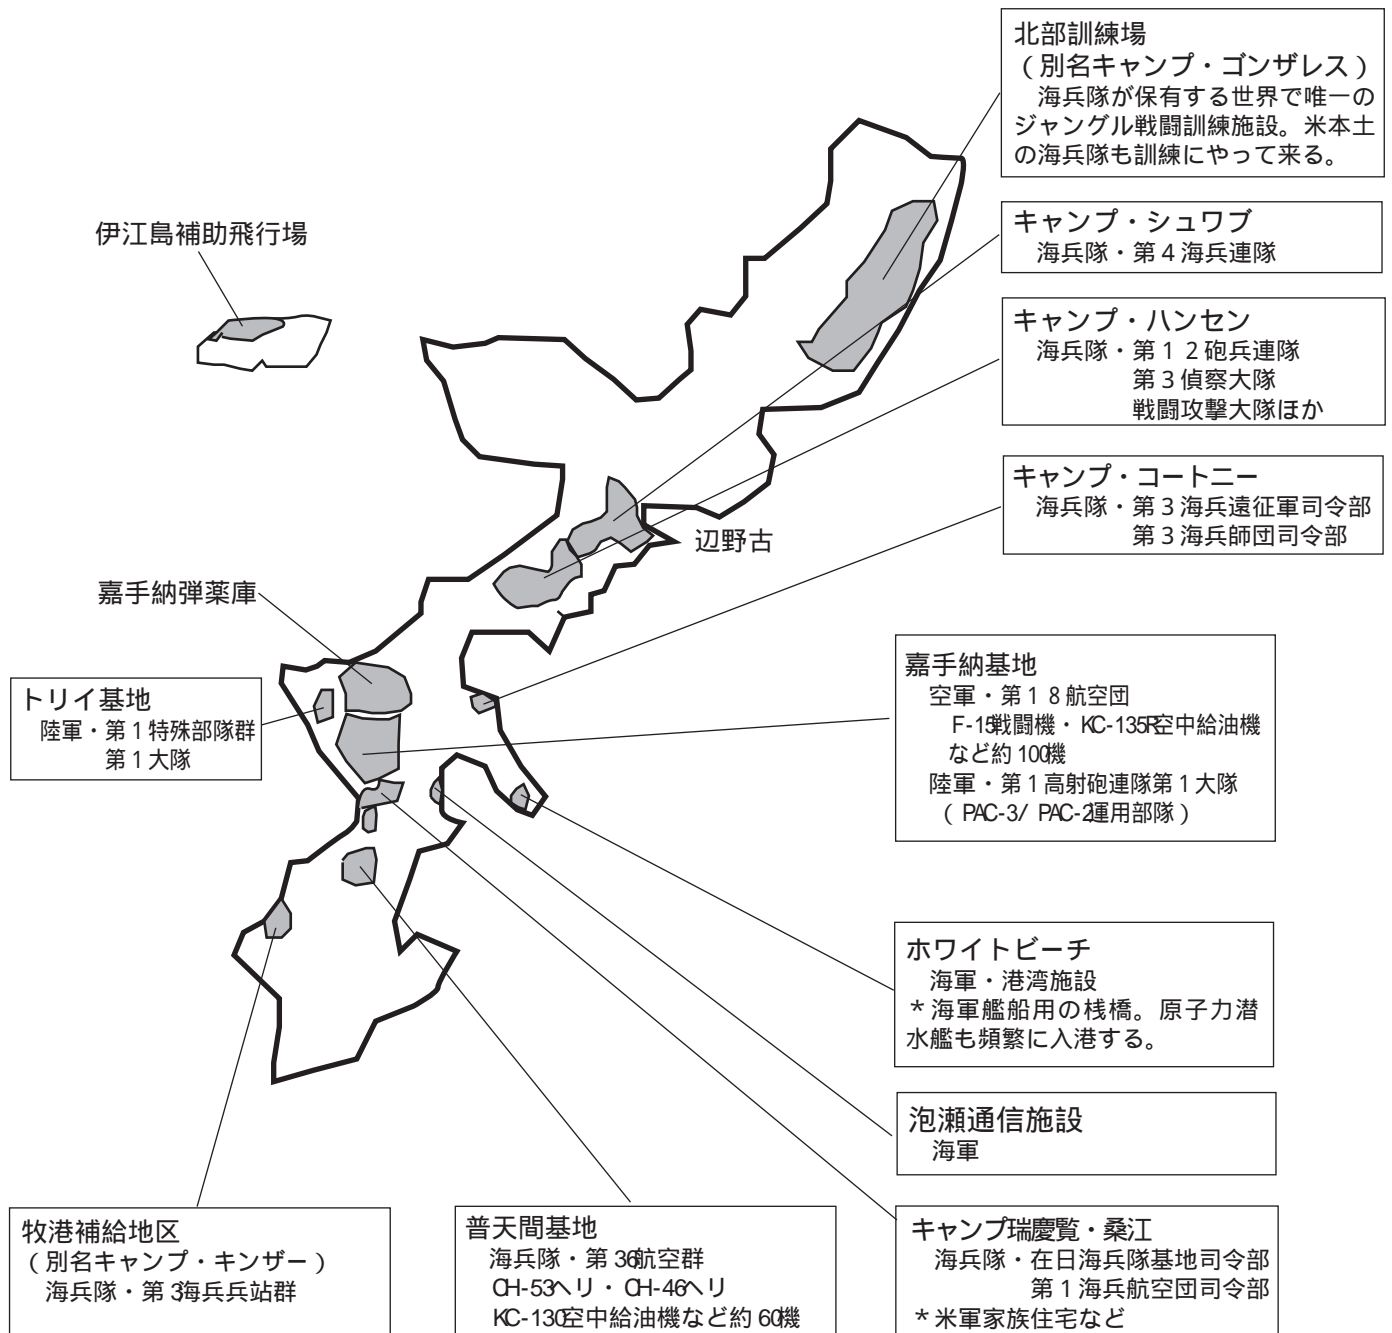 北部訓練場
(別名キャンプ・ゴンザレス)
海兵隊が保有する世界で唯一の
ジャングル戦闘訓練施設。米本土
の海兵隊も訓練にやって来る。
キャンプ・シュワブ
海兵隊・第4海兵連隊
伊江島補助飛行場
キャンプ・ハンセン
海兵隊・第12砲兵連隊
第3偵察大隊
戦闘攻撃大隊ほか
キャンプ・コートニー
海兵隊・第3海兵遠征軍司令部
第3海兵師団司令部
辺野古
嘉手納弾薬庫
トリイ基地
陸軍・第1特殊部隊群
第1大隊
嘉手納基地
空軍・第18航空団
F-15戦闘機・KC-135R空中給油機
など約100機
陸軍・第1高射砲連隊第1大隊
(PAC-3/PAC-2運用部隊)
ホワイトビーチ
海軍・港湾施設
*海軍艦船用の桟橋。原子力潜
水艦も頻繁に入港する。
泡瀬通信施設
海軍
牧港補給地区
(別名キャンプ・キンザー)
海兵隊・第3海兵兵站群
普天間基地
海兵隊・第36航空群
CH-53ヘリ・CH-46ヘリ
KC-130空中給油機など約60機
キャンプ瑞慶覧・桑江
海兵隊・在日海兵隊基地司令部
第1海兵航空団司令部
*米軍家族住宅など